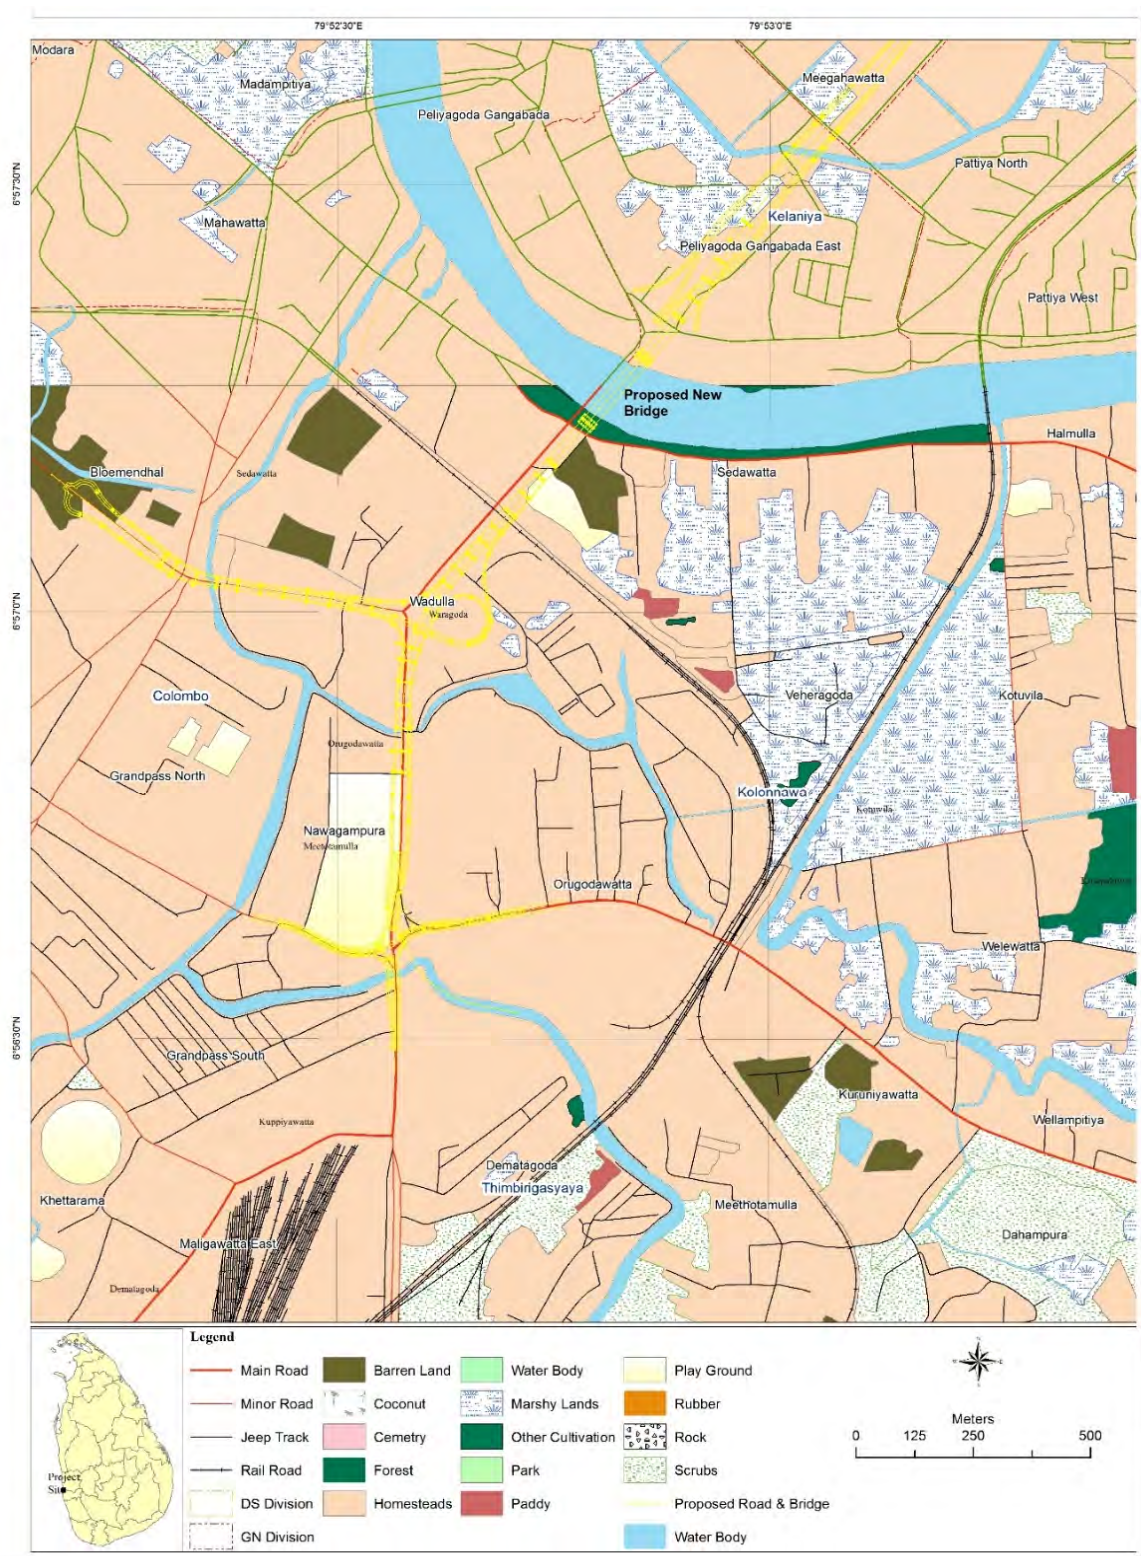 79°52'30"E
79°53'0"E
Modara
Madampitiya
Peliyagoda Gangabada
Meegahawatta
Pattiya North
6°57'30"N
Mahawatta
Kelaniya
Peliyagoda Gangabada East
Pattiya West
Proposed New
Bridge
Halmulla
Bloemendhal
Sedawatta
Sedawatta
6°57'0"N
Wadulla
Waragoda
Colombo
Veheragoda
Kotuvila
Orugodawatta
Grandpass North
Kolonnawa
Kotuvila
Nawagampura
Meetotamulla
Orugodawatta
Welewatta
6°56'30"N
Grandpass South
Kuruniyawatta
Kuppiyawatta
Wellampitiya
Dematagoda
Thimbirigasyaya
Khettarama
Meethotamulla
Maligawatta East
Dahampura
Dematagoda
Project
Site
Legend
Main Road
Barren Land
Water Body
Play Ground
Minor Road
Coconut
Marshy Lands
Rubber
Jeep Track
Cemetry
Other Cultivation
Rock
Rail Road
Forest
Park
Scrubs
DS Division
Homesteads
Paddy
Proposed Road & Bridge
GN Division
Water Body
Meters
0 125 250 500